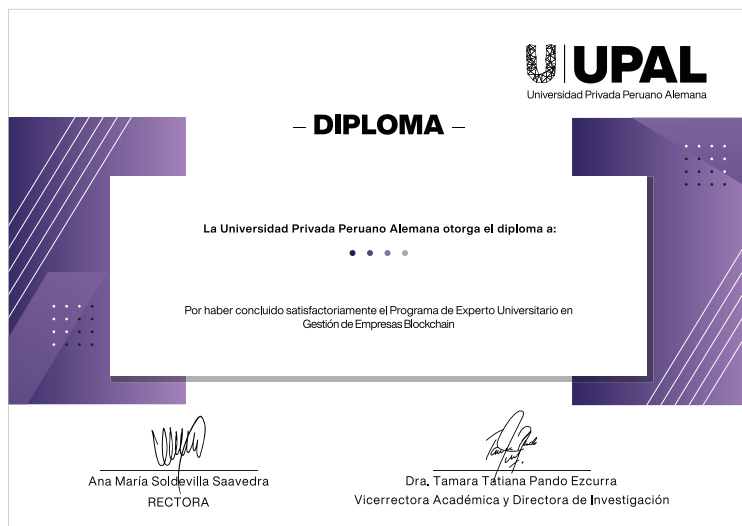 UPAL
Universidad Privada Peruano Alemana
– DIPLOMA –
La Universidad Privada Peruano Alemana otorga el diploma a:
Por haber concluido satisfactoriamente el Programa de Experto Universitario en
Gestión de Empresas Blockchain
Ana María Soldevilla Saavedra
RECTORA
Dra. Tamara Tatiana Pando Ezcurra
Vicerrectora Académica y Directora de Investigación